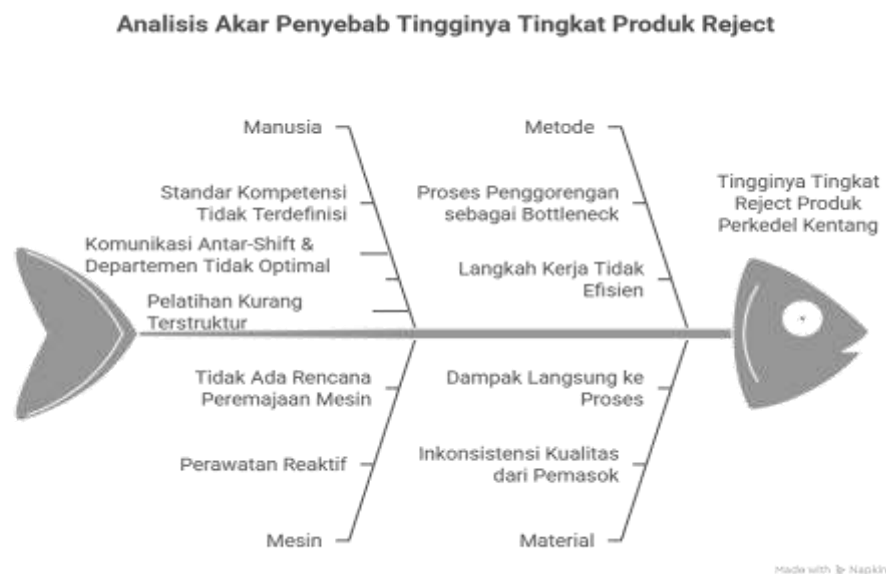 Analisis Akar Penyebab Tingginya Tingkat Produk Reject
Manusia
Standar Kompetensi
Tidak Terdefinisi
Komunikasi Antar-Shift &
Departemen Tidak Optimal
Pelatihan Kurang
Terstruktur
Metode
Proses Penggorengan
sebagai Bottleneck
Langkah Kerja Tidak
Efisien
Tingginya Tingkat
Reject Produk
Perkedel Kentang
Tidak Ada Rencana
Peremajaan Mesin
Perawatan Reaktif
Mesin
Dampak Langsung ke
Proses
Inkonsistensi Kualitas
dari Pemasok
Material
Made with Napkin